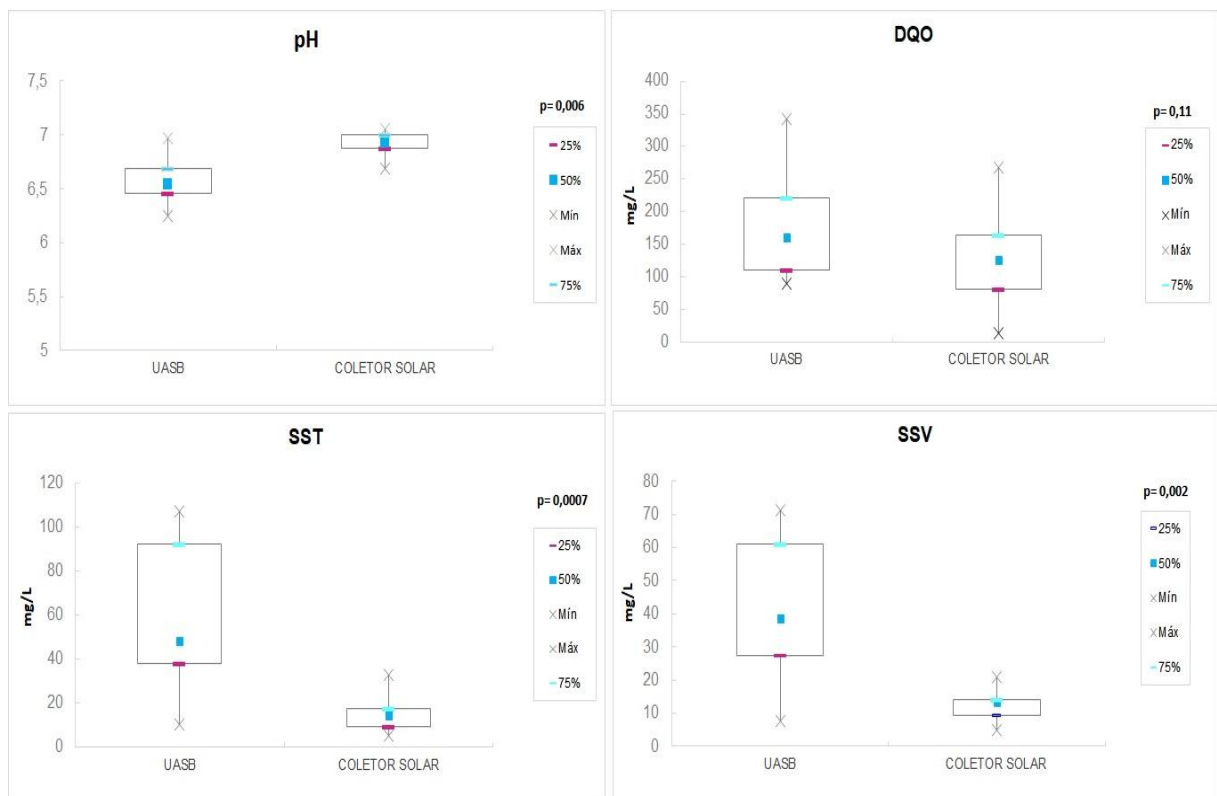 pH
7,5
7
6,5
6
5,5
5
UASB
COLETOR SOLAR
p= 0,006
25%
50%
Mín
Máx
75%
DQO
400
350
300
250
200
150
100
50
0
mg/L
UASB
COLETOR SOLAR
p= 0,11
25%
50%
Mín
Máx
75%
SST
120
100
80
60
40
20
0
mg/L
UASB
COLETOR SOLAR
p= 0,0007
25%
50%
Mín
Máx
75%
SSV
80
70
60
50
40
30
20
10
0
mg/L
UASB
COLETOR SOLAR
p= 0,002
25%
50%
Mín
Máx
75%